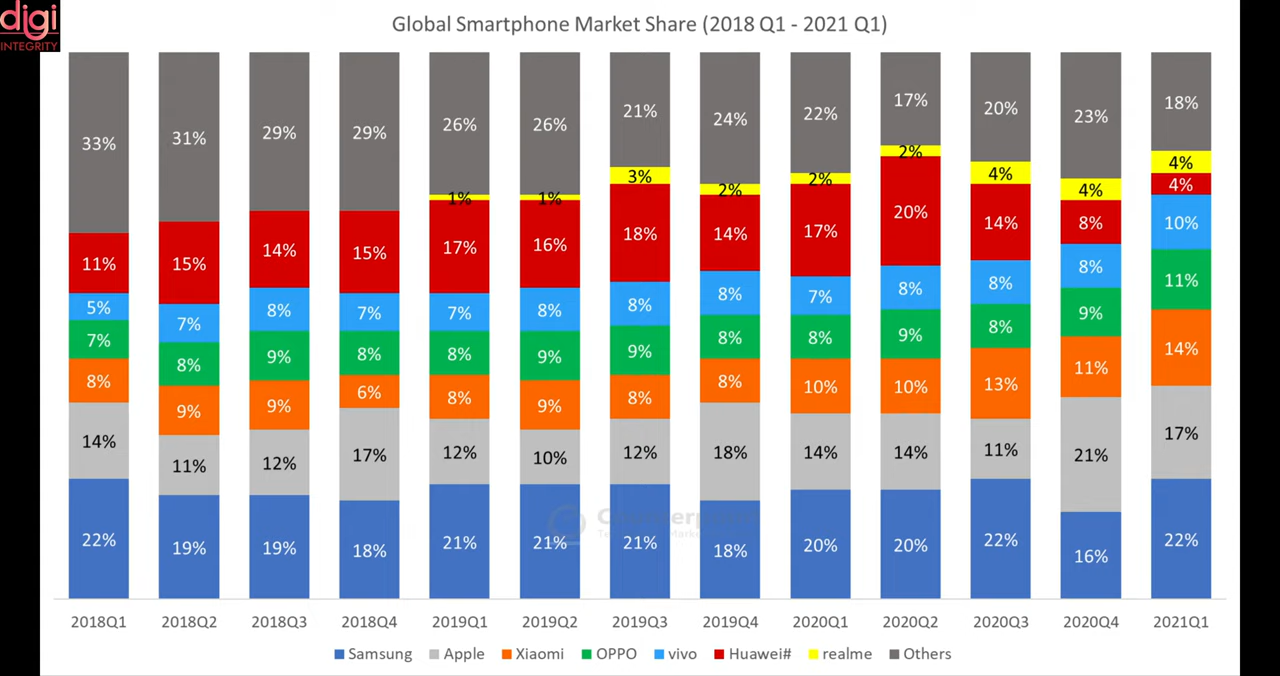 digi
INTEGRITY
Global Smartphone Market Share (2018 Q1 - 2021 Q1)
33% 31% 29% 29% 26% 26% 21% 24% 22% 17% 20% 23% 18%
1% 1% 3% 2% 2% 2% 4% 4% 4%
11% 15% 14% 15% 17% 16% 18% 14% 17% 20% 14% 8% 4%
5% 7% 8% 7% 7% 8% 8% 8% 7% 8% 8% 8% 10%
7% 8% 9% 8% 8% 9% 9% 8% 8% 9% 8% 9% 11%
8% 9% 9% 6% 8% 9% 8% 8% 10% 10% 13% 11% 14%
14% 11% 12% 17% 12% 10% 12% 18% 14% 14% 11% 21% 17%
22% 19% 19% 18% 21% 21% 21% 18% 20% 20% 22% 16% 22%
2018Q1 2018Q2 2018Q3 2018Q4 2019Q1 2019Q2 2019Q3 2019Q4 2020Q1 2020Q2 2020Q3 2020Q4 2021Q1
Samsung Apple Xiaomi OPPO vivo Huawei# realme Others